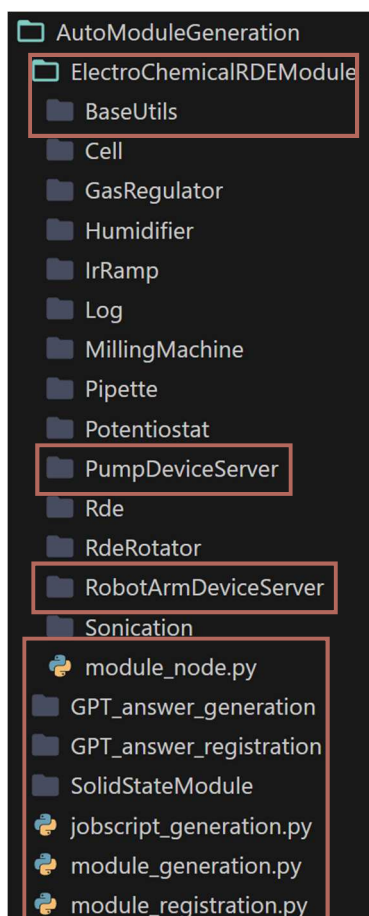 AutoModuleGeneration
ElectroChemicalRDEModule
BaseUtils
Cell
GasRegulator
Humidifier
IrRamp
Log
MillingMachine
Pipette
Potentiostat
PumpDeviceServer
Rde
RdeRotator
RobotArmDeviceServer
Sonication
module_node.py
GPT_answer_generation
GPT_answer_registration
SolidStateModule
jobscript_generation.py
module_generation.py
module_registration.py